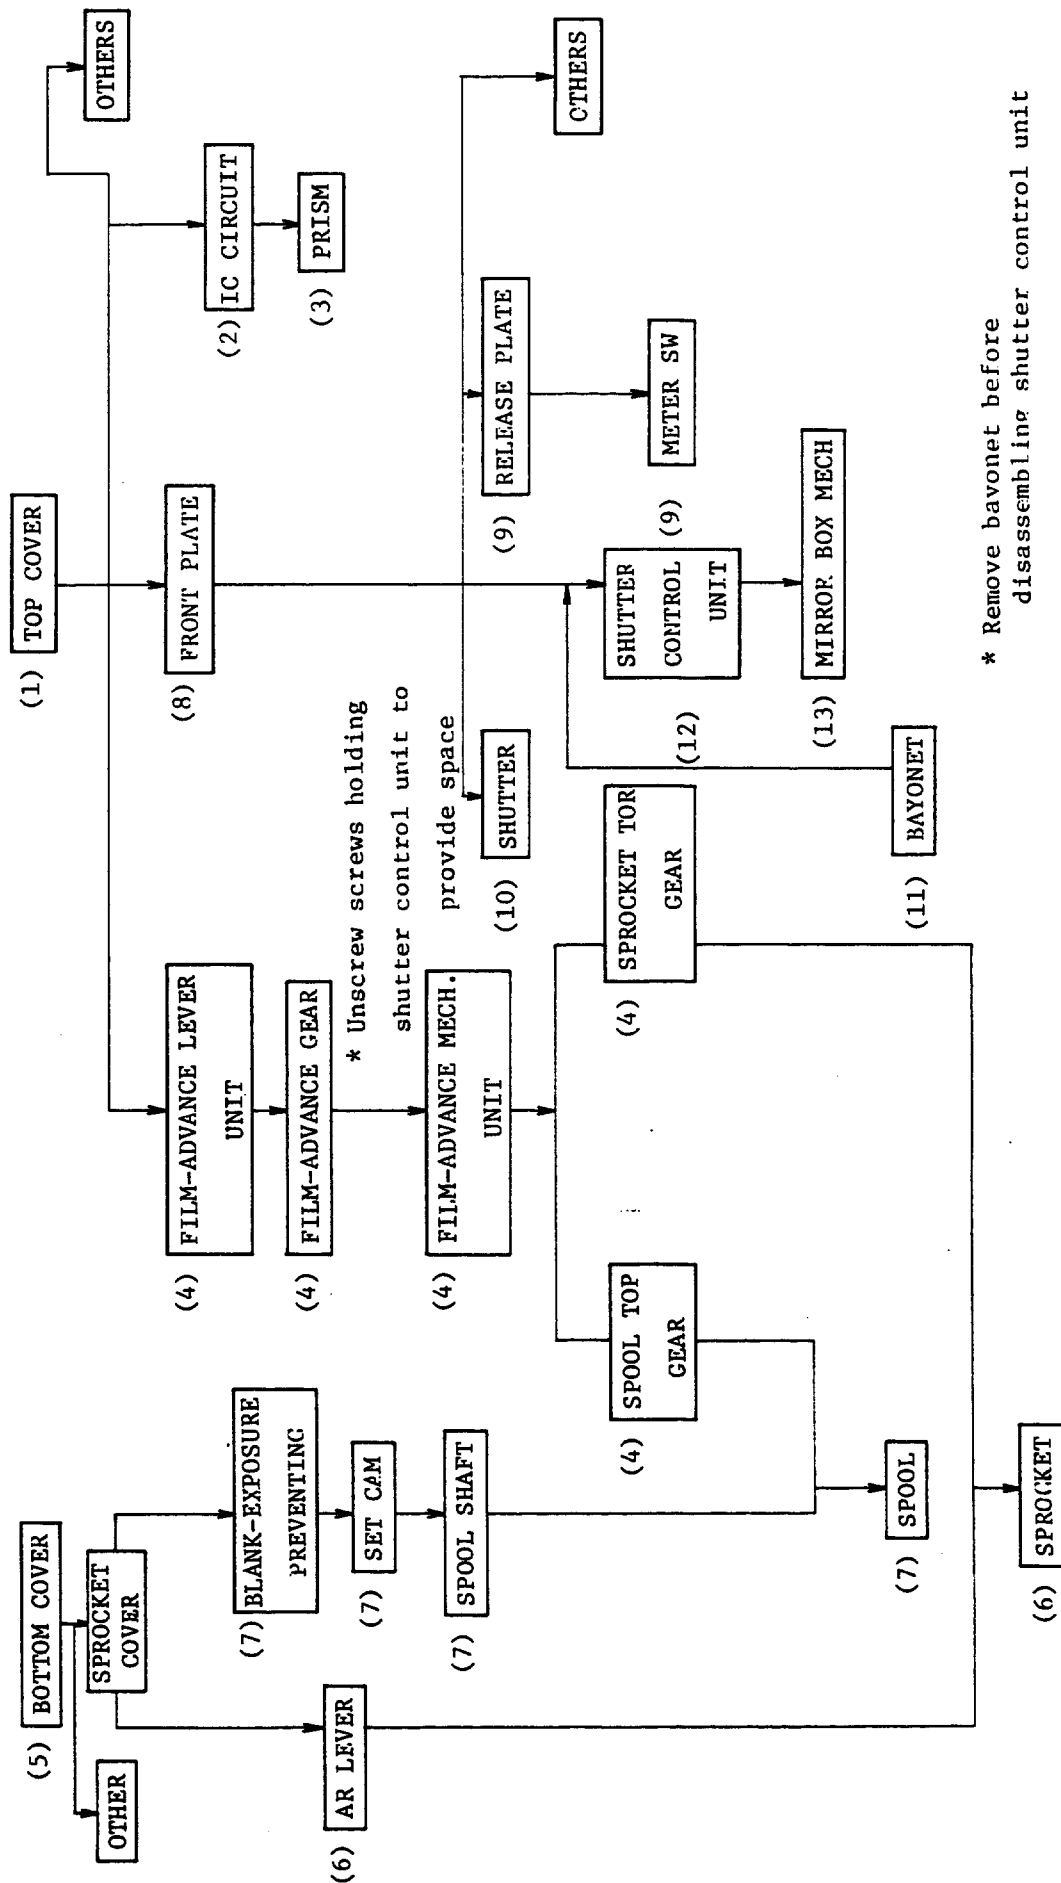 (5) BOTTOM COVER
OTHER
SPROCKET
COVER
(6) AR LEVER
(7) BLANK-EXPOSURE
PREVENTING
(7) SET CAM
(7) SPOOL SHAFT
(1) TOP COVER
(4) FILM-ADVANCE LEVER
UNIT
(4) FILM-ADVANCE GEAR
* Unscrew screws holding
shutter control unit to
provide space
(4) FILM-ADVANCE MECH.
UNIT
(4) SPOOL TOP
GEAR
(4) SPROCKET TOR
GEAR
(7) SPOOL
(6) SPROCKET
(8) FRONT PLATE
(2) IC CIRCUIT
(3) PRISM
OTHERS
(10) SHUTTER
(9) RELEASE PLATE
(9) METER SW
OTHERS
(12) SHUTTER
CONTROL
UNIT
(13) MIRROR BOX MECH
(11) BAYONET
* Remove bavonet before
disassembling shutter control unit